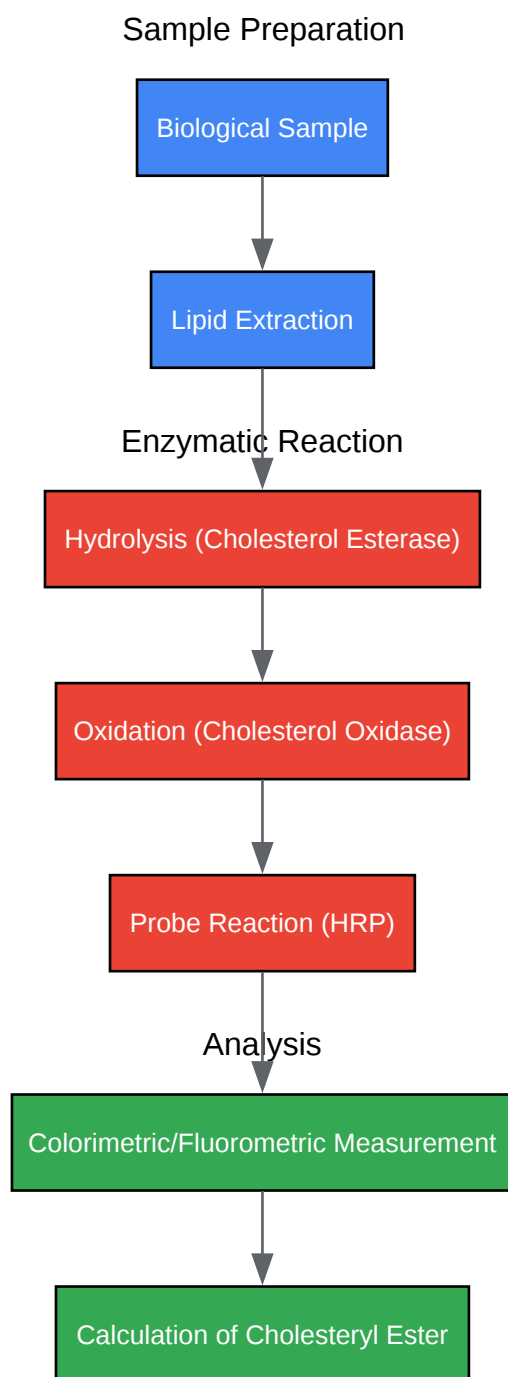 Sample Preparation
Biological Sample
Lipid Extraction
Enzymatic Reaction
Hydrolysis (Cholesterol Esterase)
Oxidation (Cholesterol Oxidase)
Probe Reaction (HRP)
Analysis
Colorimetric/Fluorometric Measurement
Calculation of Cholesteryl Ester